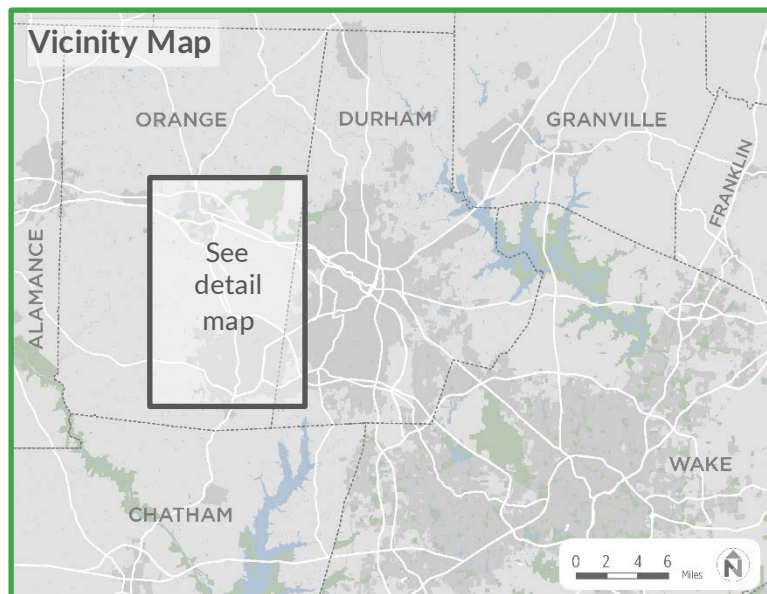 Vicinity Map
ORANGE
DURHAM
GRANVILLE
FRANKLIN
ALAMANCE
See
detail
map
WAKE
CHATHAM
0 2 4 6 Miles
N